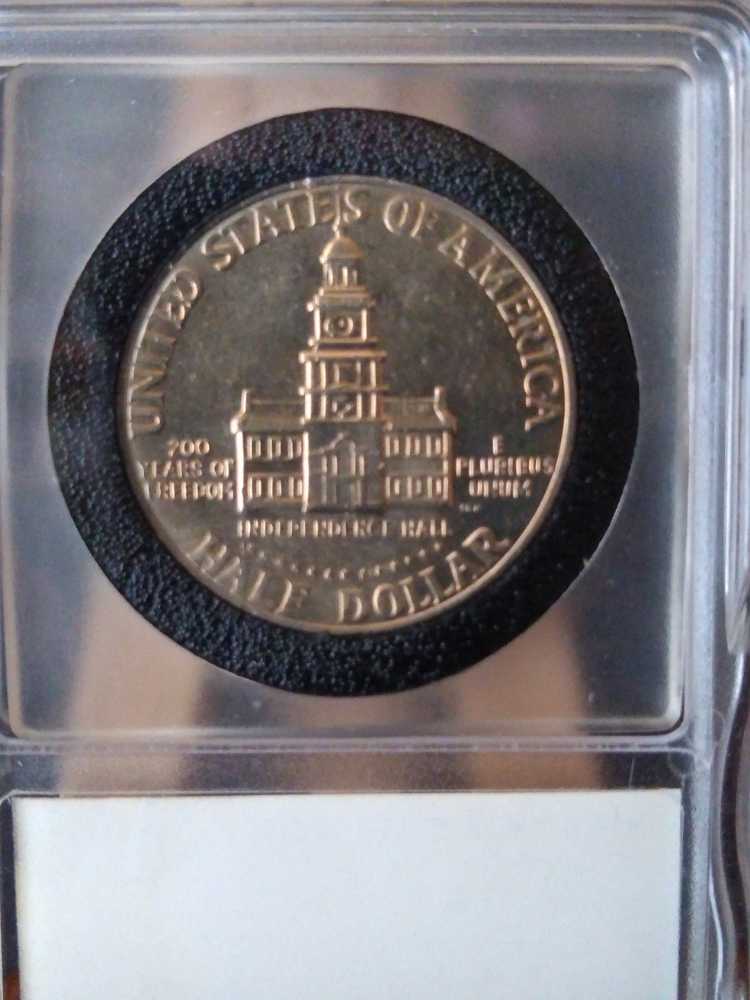 UNITED STATES OF AMERICA
200
YEARS OF
FREEDOM
E
PLURIBUS
UNUM
INDEPENDENCE HALL
HALF DOLLAR